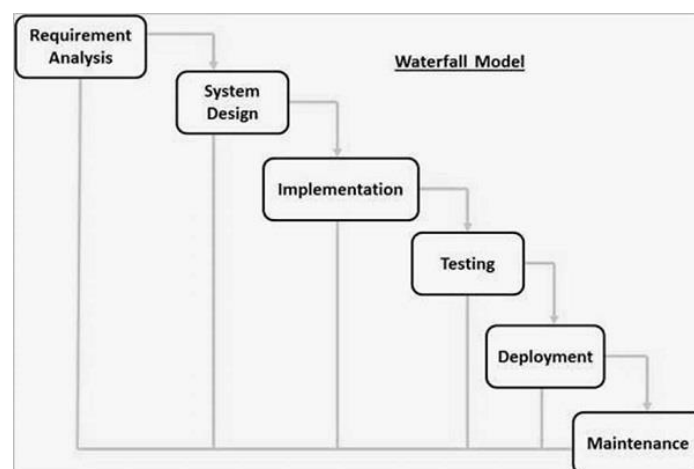 Requirement
Analysis
Waterfall Model
System
Design
Implementation
Testing
Deployment
Maintenance